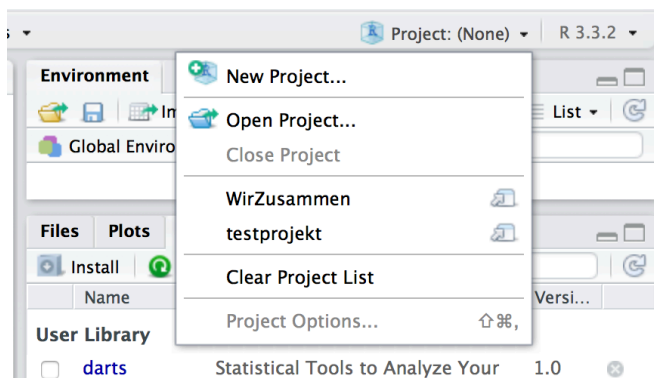 Project: (None) R 3.3.2
Environment
New Project...
Open Project...
List
Global Enviro
Close Project
WirZusammen
testprojekt
Files Plots
Install
Clear Project List
Name Versi...
Project Options... ⇧⌘,
User Library
darts Statistical Tools to Analyze Your 1.0